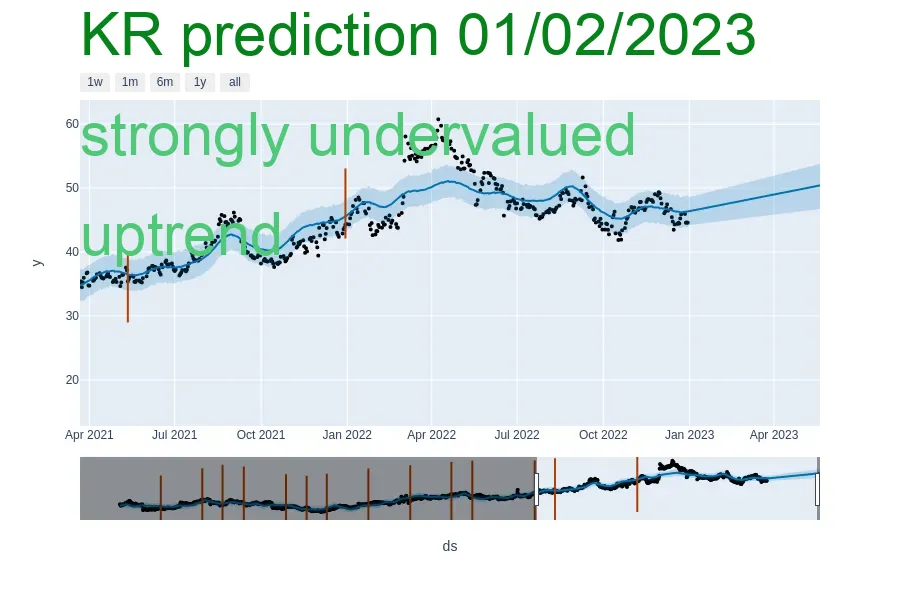 KR prediction 01/02/2023
1w 1m 6m 1y all
60
strongly undervalued
50
uptrend
40
y
30
20
Apr 2021 Jul 2021 Oct 2021 Jan 2022 Apr 2022 Jul 2022 Oct 2022 Jan 2023 Apr 2023
ds